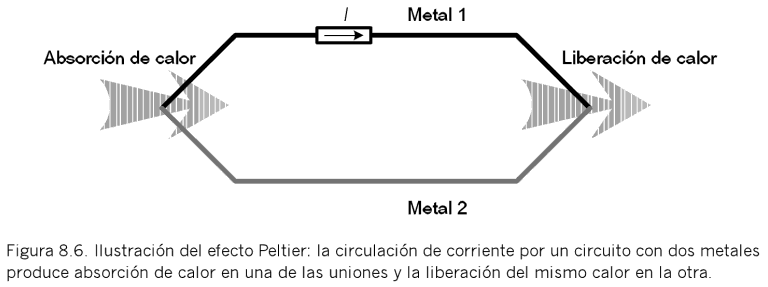 I
Metal 1
Absorción de calor
Liberación de calor
Metal 2
Figura 8.6. Ilustración del efecto Peltier: la circulación de corriente por un circuito con dos metales
produce absorción de calor en una de las uniones y la liberación del mismo calor en la otra.